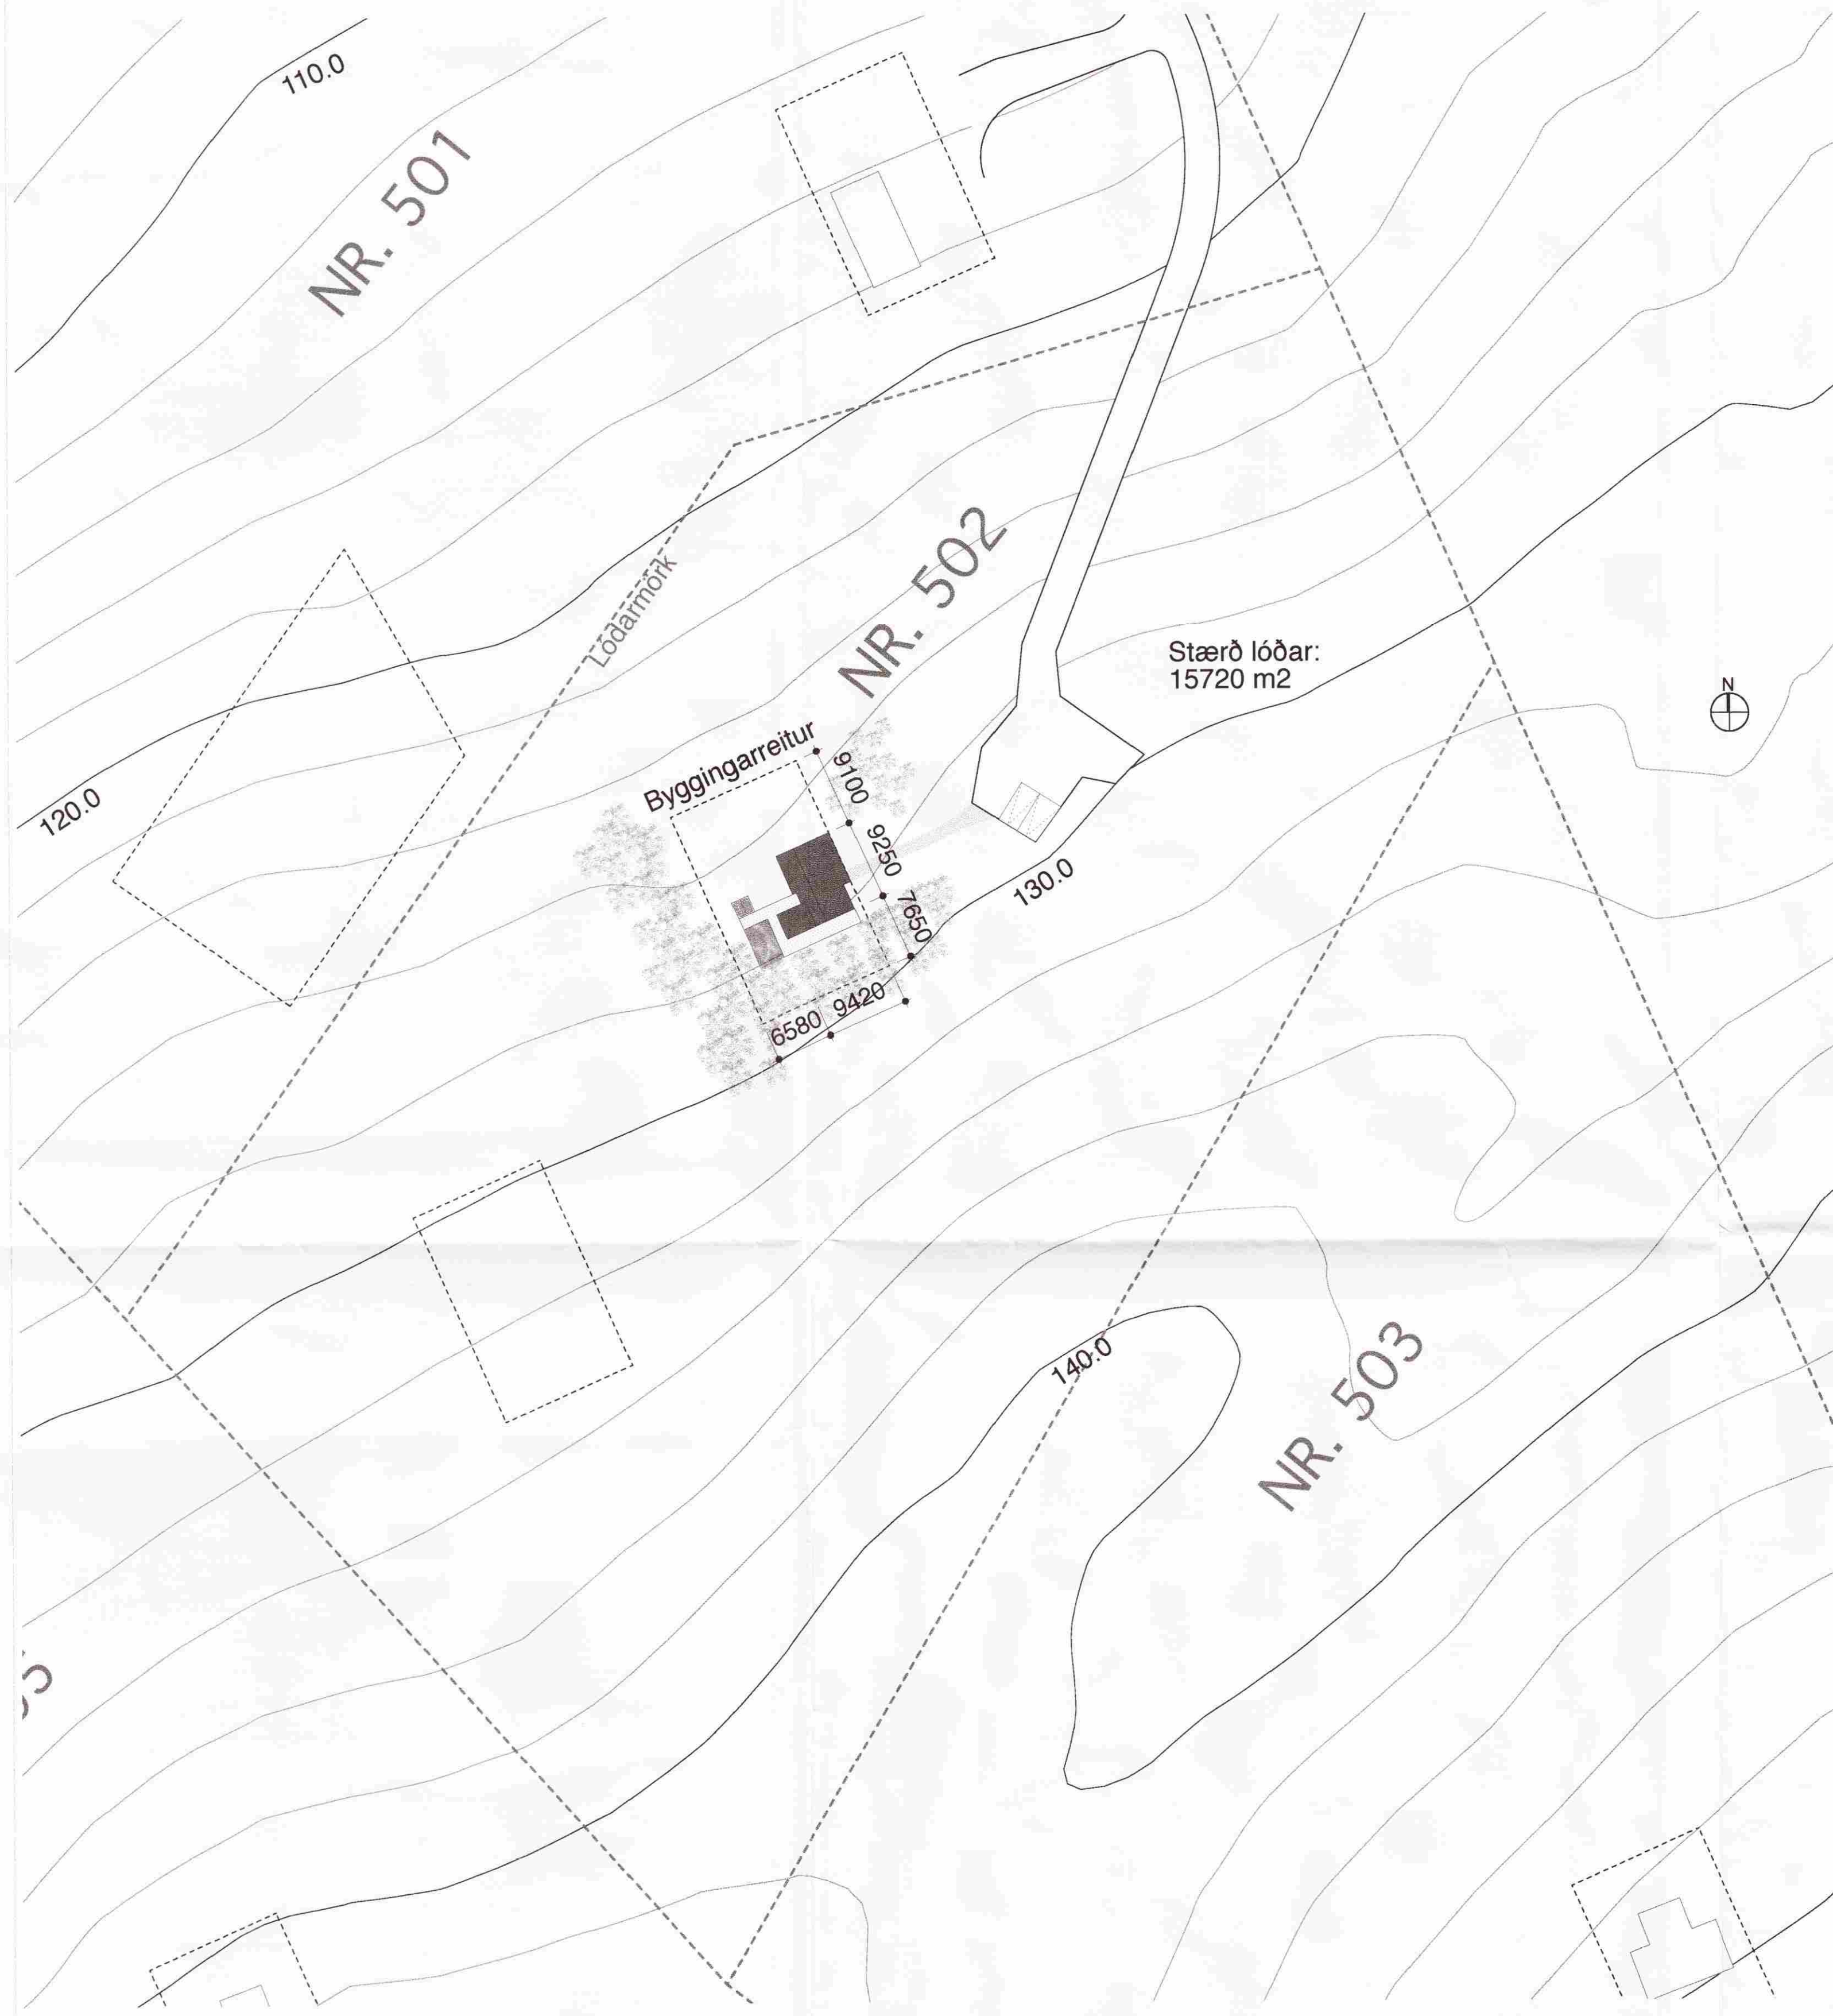 110.0
NR. 501
NR. 502
Lóðarmörk
Stærð lóðar:
15720 m2
N
Byggingarreitur
9100
9250
7650
120.0
130.0
9420
6580
140.0
NR. 503